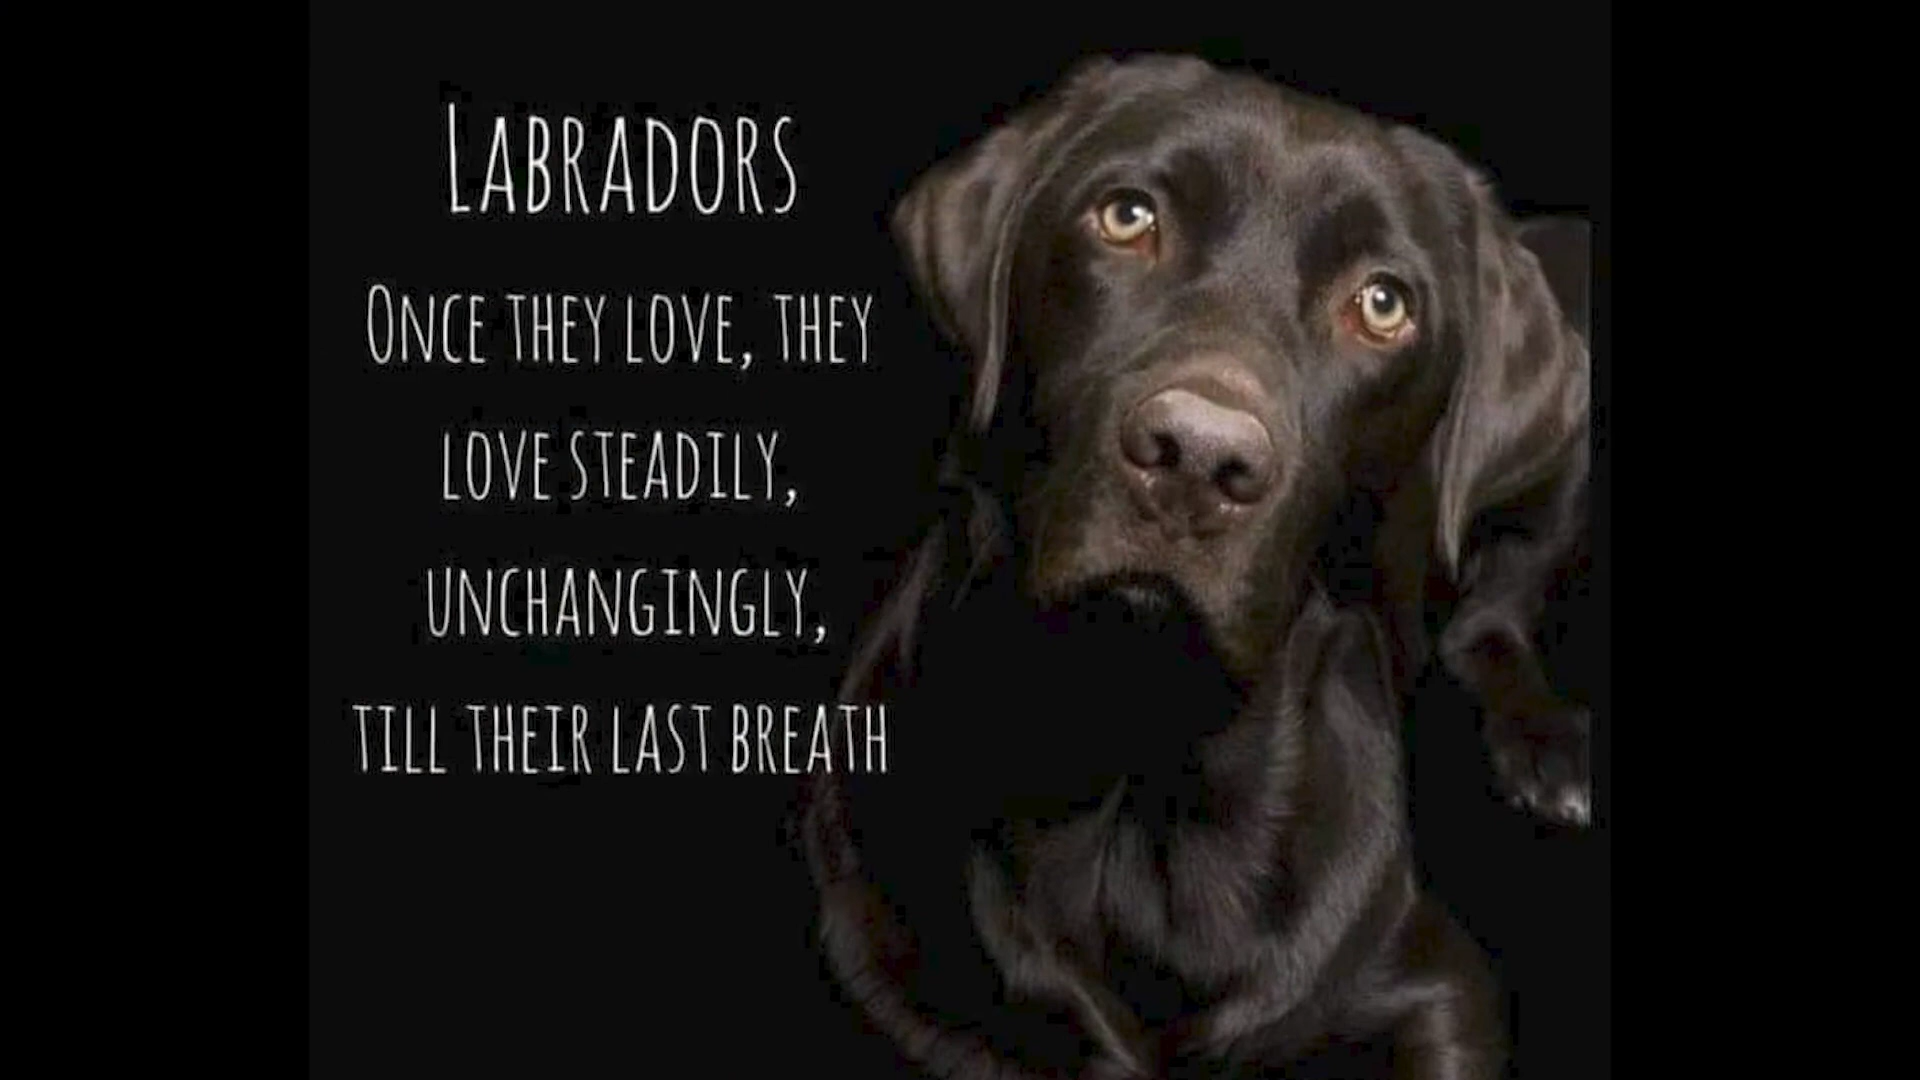 LABRADORS
ONCE THEY LOVE, THEY
LOVE STEADILY,
UNCHANGINGLY,
TILL THEIR LAST BREATH